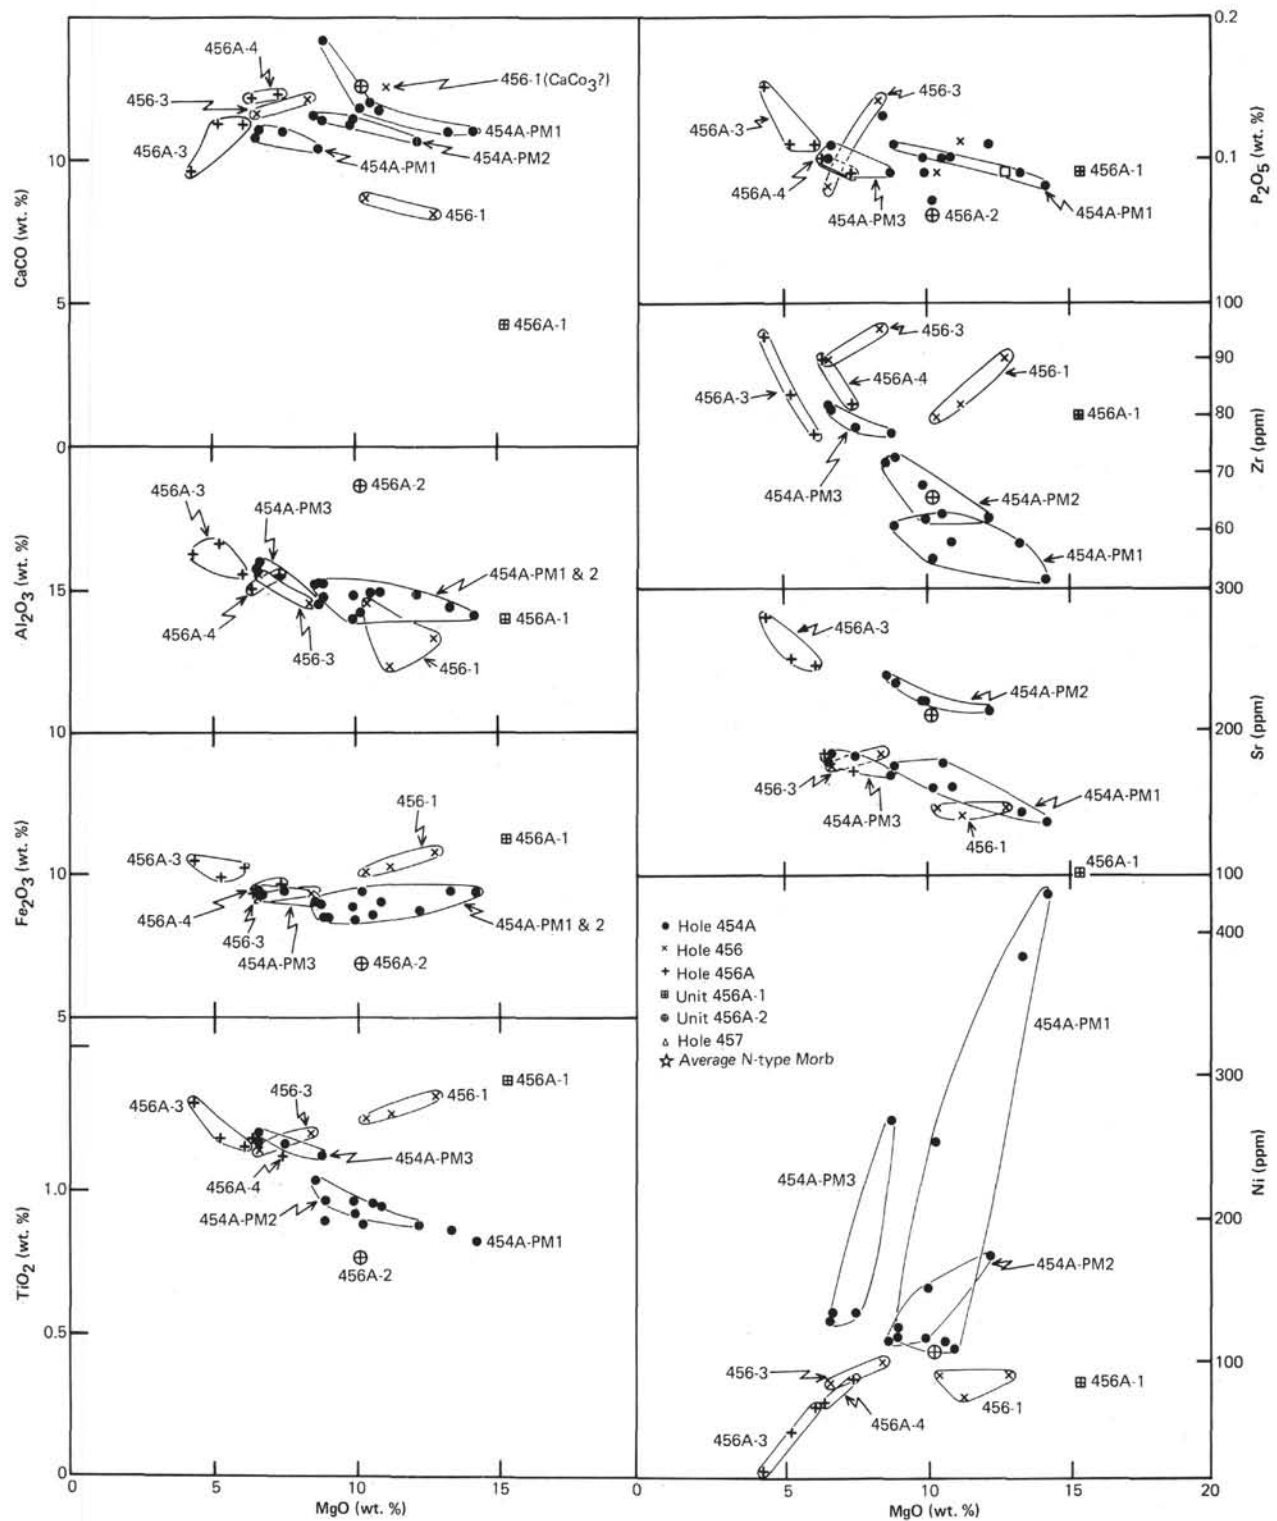 456A-4
456-1(CaCo3?)
456-3
456A-3
454A-PM1
454A-PM2
454A-PM1
456-1
456A-1
10
5
0
CaCO (wt. %)
456A-2
456A-3
454A-PM3
454A-PM1 & 2
456A-1
456A-4
456-3
456-1
15
10
Al2O3 (wt. %)
456-1
456A-1
456A-3
456A-4
456-3
454A-PM3
454A-PM1 & 2
456A-2
10
5
Fe2O3 (wt. %)
456A-1
456-3
456-1
456A-3
454A-PM3
456A-4
454A-PM2
454A-PM1
456A-2
1.0
0.5
0
TiO2 (wt. %)
0 5 10 15
MgO (wt. %)
0.2
456-3
456A-3
456A-1
456A-4
454A-PM3
456A-2
454A-PM1
0.1
P2O5 (wt. %)
100
456-3
456A-3
456A-4
456-1
456A-1
454A-PM3
454A-PM2
454A-PM1
90
80
70
60
Zr (ppm)
300
456A-3
454A-PM2
456-3
454A-PM3
454A-PM1
456-1
456A-1
200
100
Sr (ppm)
Hole 454A
Hole 456
Hole 456A
Unit 456A-1
Unit 456A-2
Hole 457
Average N-type Morb
454A-PM1
454A-PM3
454A-PM2
456-3
456A-1
456-1
456A-4
456A-3
400
300
200
100
Ni (ppm)
0 5 10 15 20
MgO (wt. %)